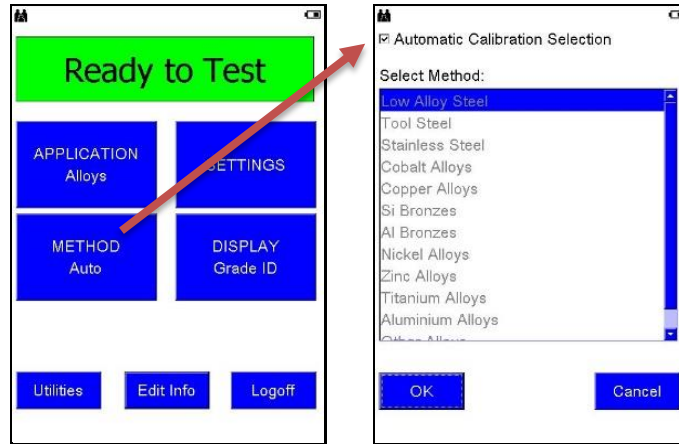 Ready to Test
APPLICATION
Alloys
SETTINGS
METHOD
Auto
DISPLAY
Grade ID
Utilities
Edit Info
Logoff
Automatic Calibration Selection
Select Method:
Low Alloy Steel
Tool Steel
Stainless Steel
Cobalt Alloys
Copper Alloys
Si Bronzes
Al Bronzes
Nickel Alloys
Zinc Alloys
Titanium Alloys
Aluminium Alloys
Other Alloys
OK
Cancel